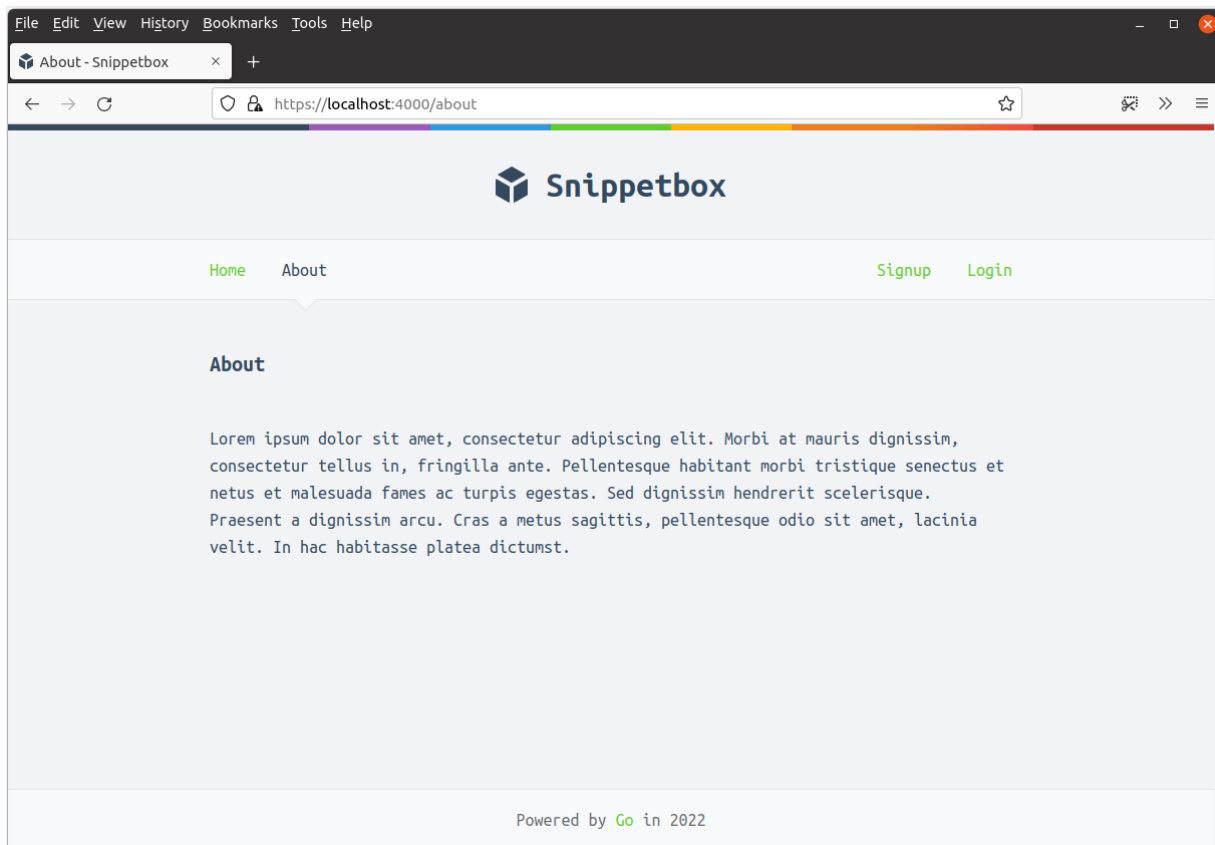 File Edit View History Bookmarks Tools Help
About - Snippetbox
https://localhost:4000/about
Snippetbox
Home About Signup Login
About
Lorem ipsum dolor sit amet, consectetur adipiscing elit. Morbi at mauris dignissim,
consectetur tellus in, fringilla ante. Pellentesque habitant morbi tristique senectus et
netus et malesuada fames ac turpis egestas. Sed dignissim hendrerit scelerisque.
Praesent a dignissim arcu. Cras a metus sagittis, pellentesque odio sit amet, lacinia
velit. In hac habitasse platea dictumst.
Powered by Go in 2022